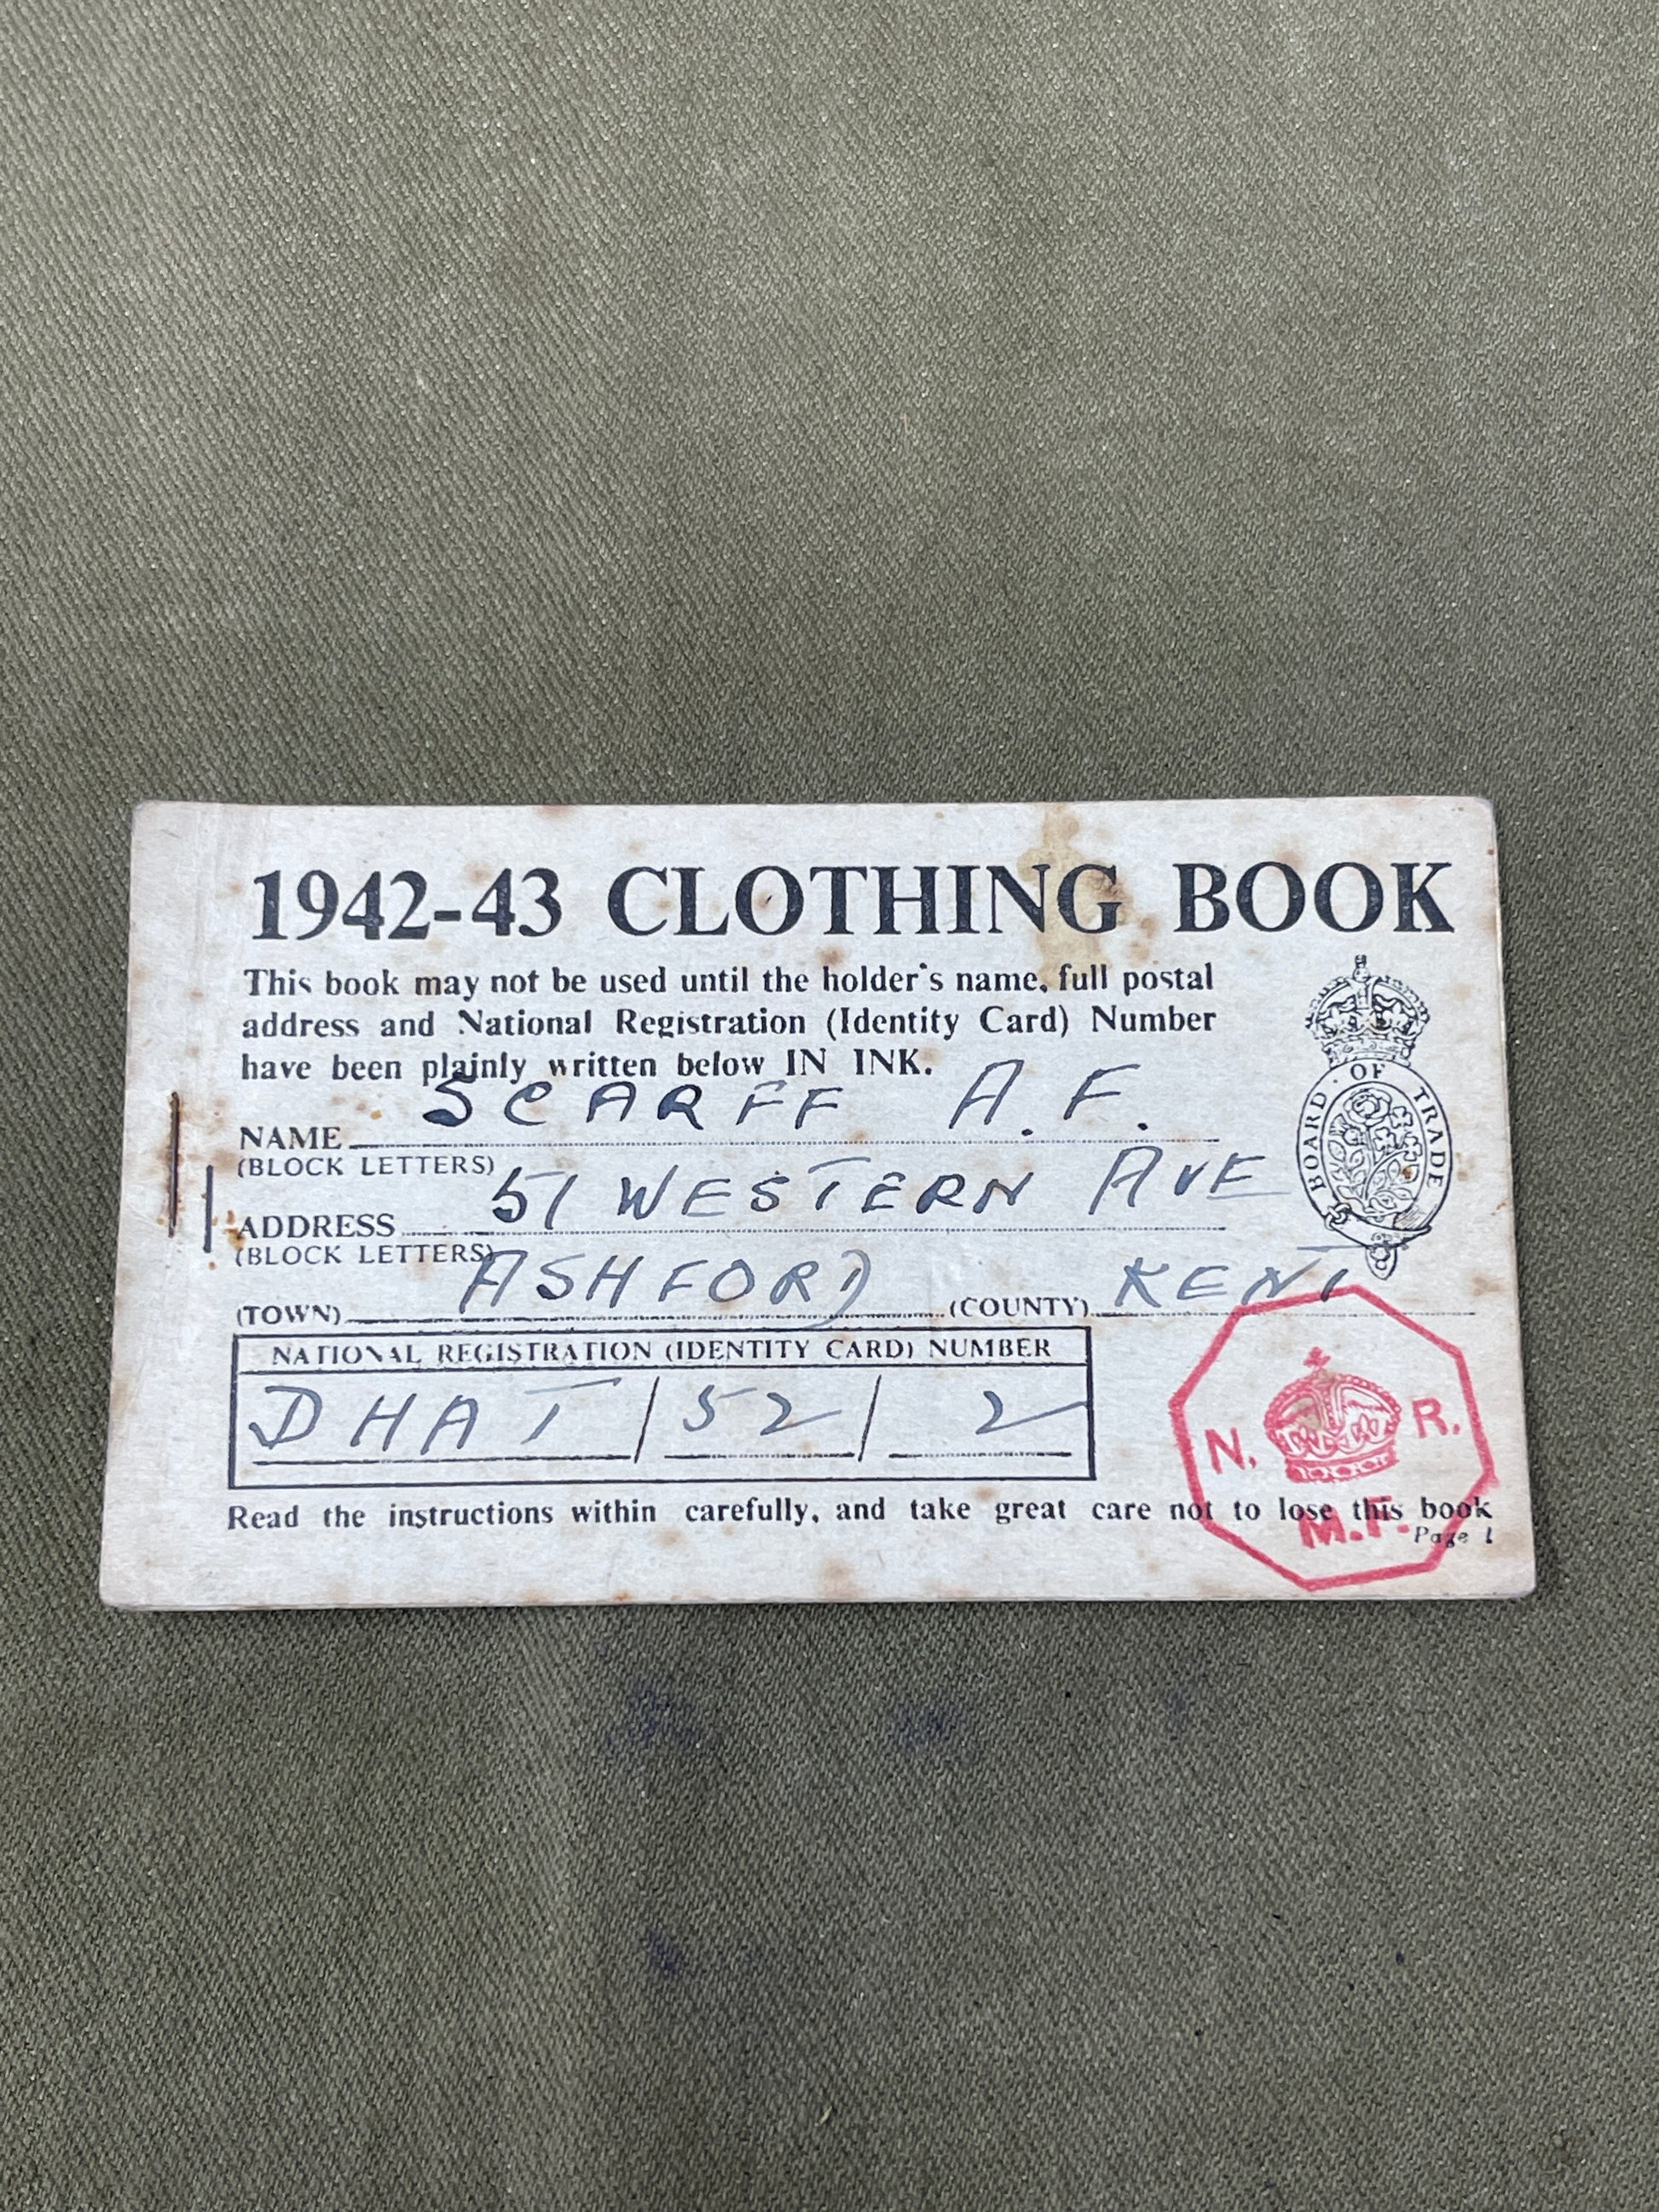 1942-43 CLOTHING BOOK
This book may not be used until the holder's name, full postal
address and National Registration (Identity Card) Number
have been plainly written below IN INK.
NAME SCARFF A. F.
(BLOCK LETTERS)
ADDRESS 51 WESTERN AVE
(BLOCK LETTERS)
(TOWN) ASHFORD (COUNTY) KENT
BOARD OF TRADE
NATIONAL REGISTRATION (IDENTITY CARD) NUMBER
DHAT / 52 / 2
N. R.
M.F.
Read the instructions within carefully, and take great care not to lose this book
Page 1